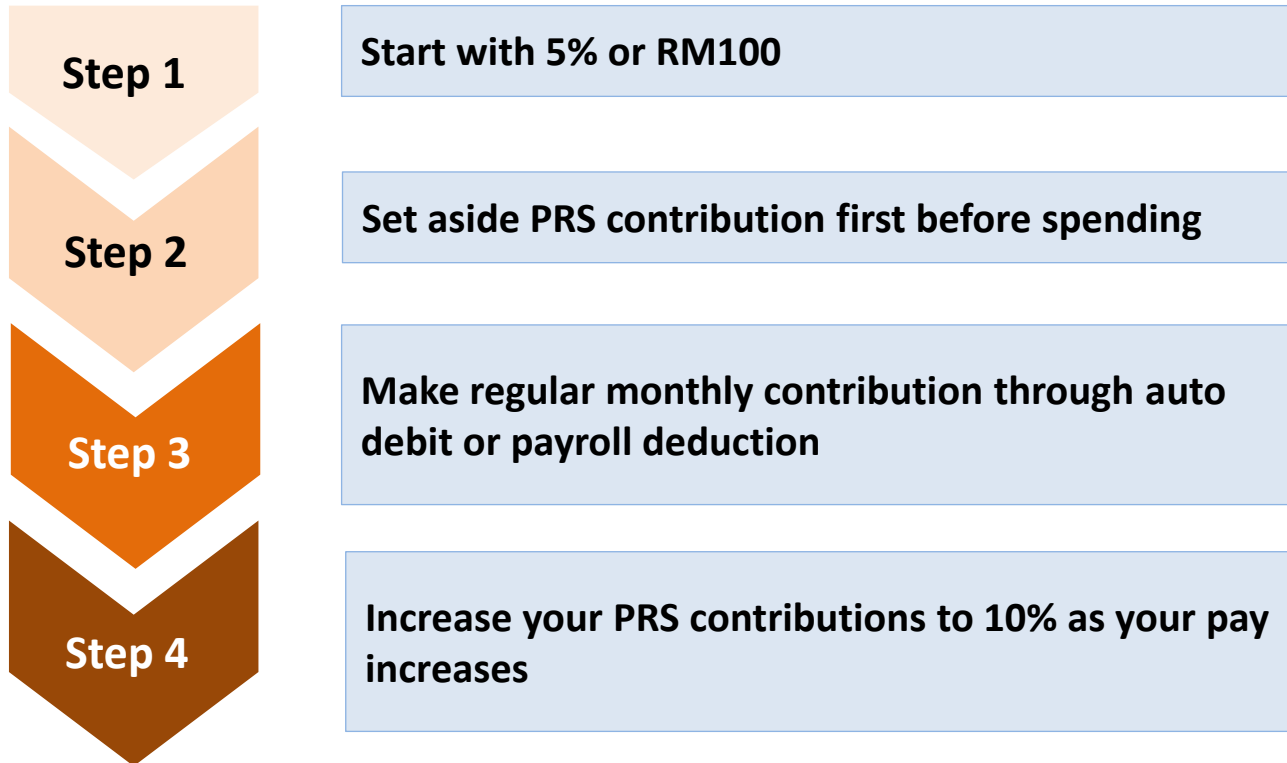 Step 1
Start with 5% or RM100
Step 2
Set aside PRS contribution first before spending
Step 3
Make regular monthly contribution through auto
debit or payroll deduction
Step 4
Increase your PRS contributions to 10% as your pay
increases